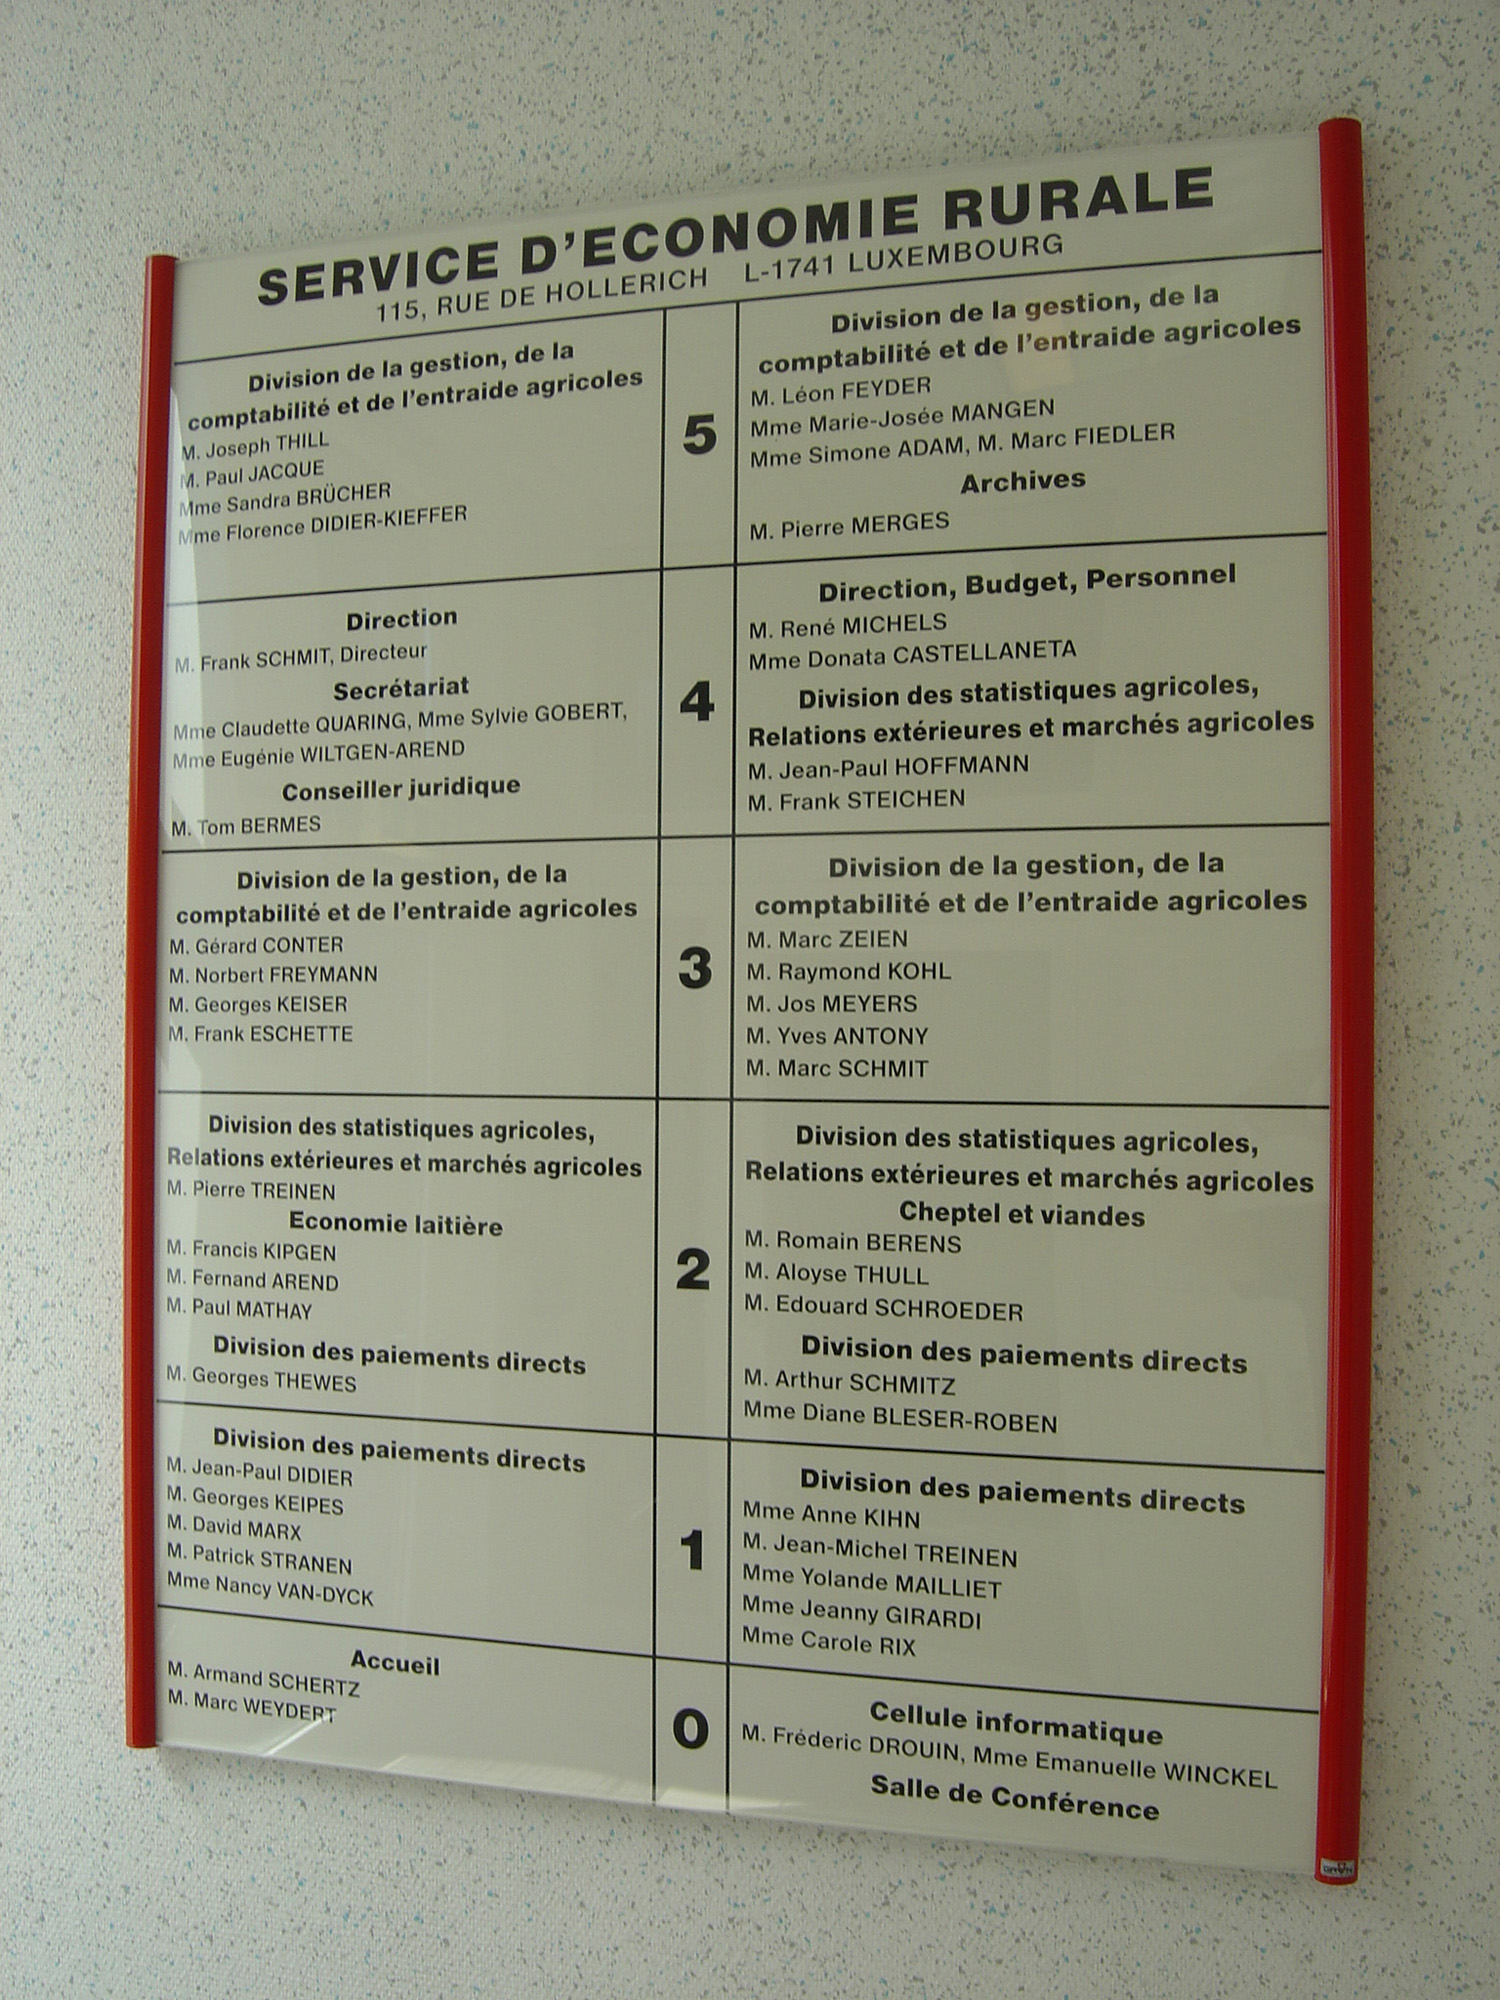 SERVICE D'ECONOMIE RURALE
115, RUE DE HOLLERICH L-1741 LUXEMBOURG
Division de la gestion, de la
comptabilité et de l'entraide agricoles
M. Joseph THILL
M. Paul JACQUE
Mme Sandra BRÜCHER
Mme Florence DIDIER-KIEFFER
5
Division de la gestion, de la
comptabilité et de l'entraide agricoles
M. Léon FEYDER
Mme Marie-Josée MANGEN
Mme Simone ADAM, M. Marc FIEDLER
Archives
M. Pierre MERGES
Direction
M. Frank SCHMIT, Directeur
Secrétariat
Mme Claudette QUARING, Mme Sylvie GOBERT,
Mme Eugénie WILTGEN-AREND
Conseiller juridique
M. Tom BERMES
4
Direction, Budget, Personnel
M. René MICHELS
Mme Donata CASTELLANETA
Division des statistiques agricoles,
Relations extérieures et marchés agricoles
M. Jean-Paul HOFFMANN
M. Frank STEICHEN
Division de la gestion, de la
comptabilité et de l'entraide agricoles
M. Gérard CONTER
M. Norbert FREYMANN
M. Georges KEISER
M. Frank ESCHETTE
3
Division de la gestion, de la
comptabilité et de l'entraide agricoles
M. Marc ZEIEN
M. Raymond KOHL
M. Jos MEYERS
M. Yves ANTONY
M. Marc SCHMIT
Division des statistiques agricoles,
Relations extérieures et marchés agricoles
M. Pierre TREINEN
Economie laitière
M. Francis KIPGEN
M. Fernand AREND
M. Paul MATHAY
Division des paiements directs
M. Georges THEWES
2
Division des statistiques agricoles,
Relations extérieures et marchés agricoles
Cheptel et viandes
M. Romain BERENS
M. Aloyse THULL
M. Edouard SCHROEDER
Division des paiements directs
M. Arthur SCHMITZ
Mme Diane BLESER-ROBEN
Division des paiements directs
M. Jean-Paul DIDIER
M. Georges KEIPES
M. David MARX
M. Patrick STRANEN
Mme Nancy VAN-DYCK
1
Division des paiements directs
Mme Anne KIHN
M. Jean-Michel TREINEN
Mme Yolande MAILLIET
Mme Jeanny GIRARDI
Mme Carole RIX
Accueil
M. Armand SCHERTZ
M. Marc WEYDERT
0
Cellule informatique
M. Fréderic DROUIN, Mme Emanuelle WINCKEL
Salle de Conférence